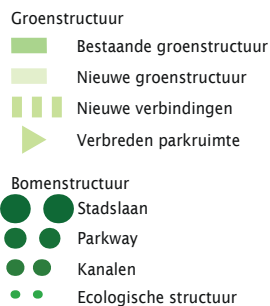 Groenstructuur
Bestaande groenstructuur
Nieuwe groenstructuur
Nieuwe verbindingen
Verbreden parkruimte
Bomenstructuur
Stadslaan
Parkway
Kanalen
Ecologische structuur